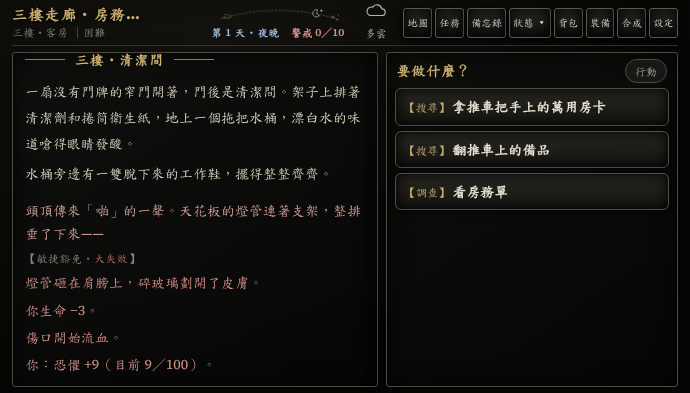 三樓走廊・房務…
三樓・客房 ｜困難
第 1 天・夜晚 警戒 0/10
多雲
地圖 任務 備忘錄 狀態 ▾ 背包 裝備 合成 設定
三樓・清潔間
一扇沒有門牌的窄門開著，門後是清潔間。架子上排著
清潔劑和捲筒衛生紙，地上一個拖把水桶，漂白水的味
道嗆得眼睛發酸。
水桶旁邊有一雙脫下來的工作鞋，擺得整整齊齊。
頭頂傳來「啪」的一聲。天花板的燈管連著支架，整排
垂了下來——
【敏捷豁免・大失敗】
燈管砸在肩膀上，碎玻璃劃開了皮膚。
你生命 −3。
傷口開始流血。
你：恐懼 +9（目前 9／100）。
要做什麼？
行動
【搜尋】拿推車把手上的萬用房卡
【搜尋】翻推車上的備品
【調查】看房務單